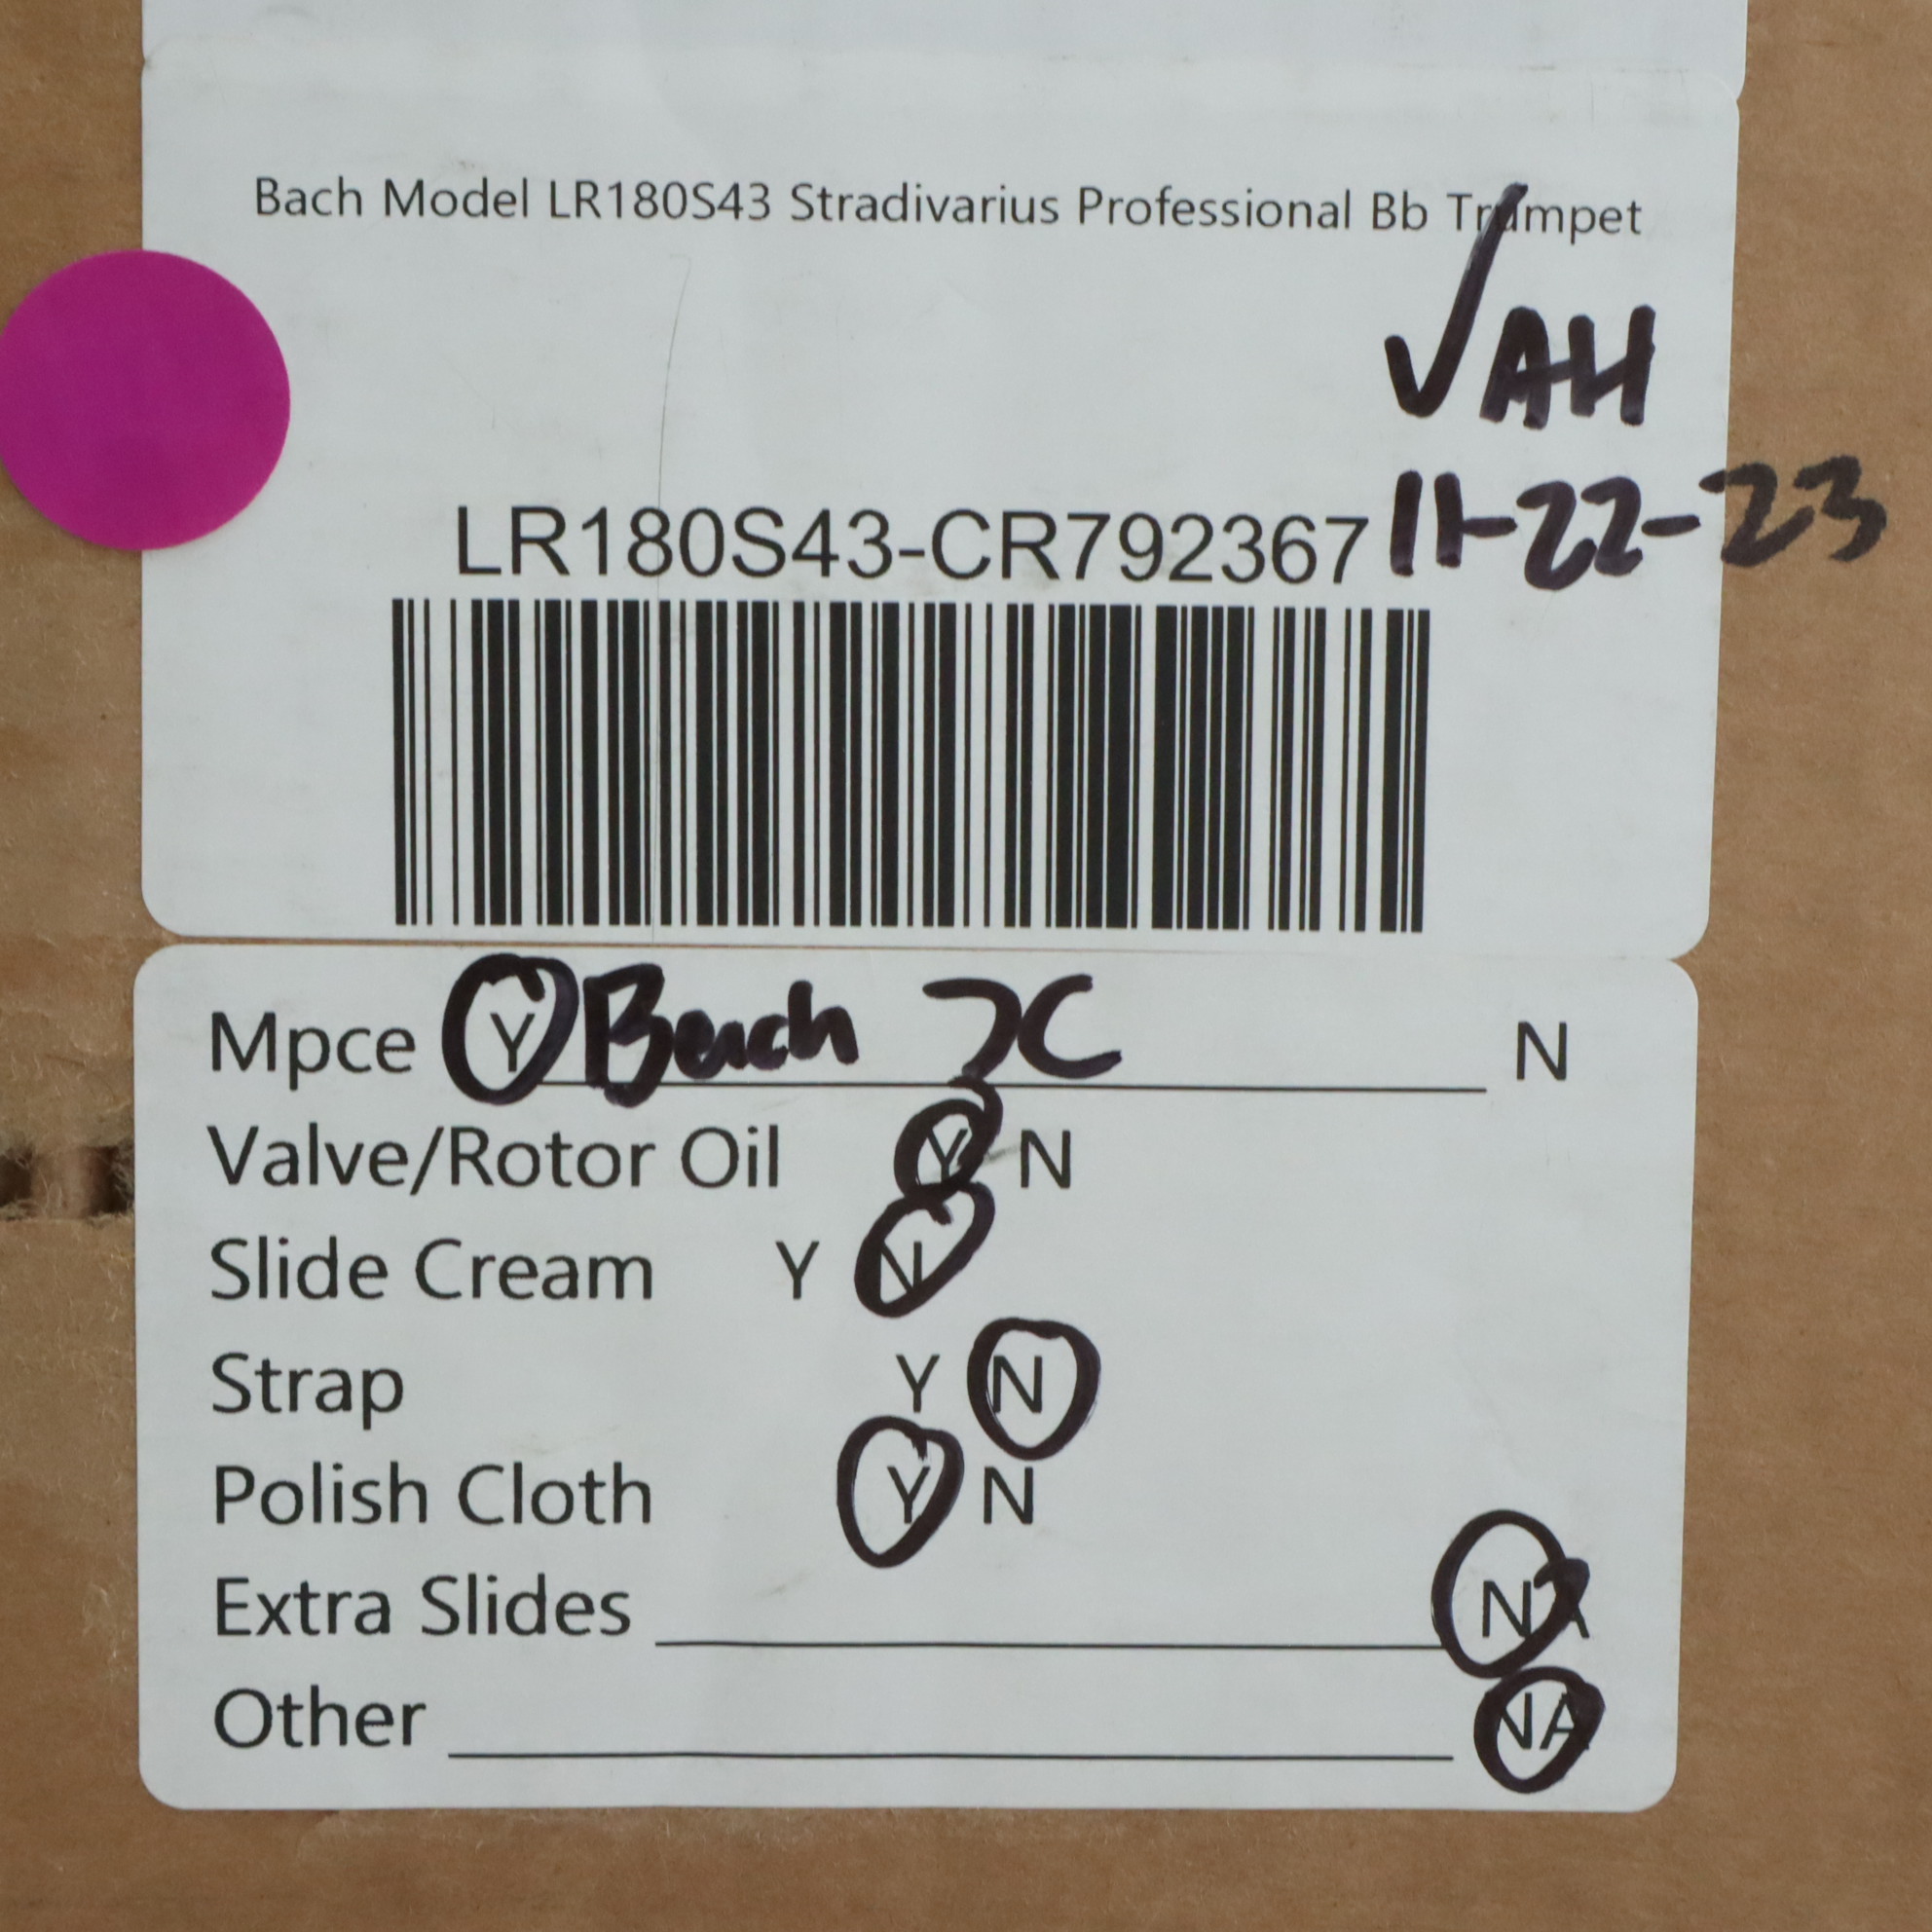 Bach Model LR180S43 Stradivarius Professional Bb Trumpet
√AH
LR180S43-CR792367 11-22-23
Mpce Y Bach 7C N
Valve/Rotor Oil Y N
Slide Cream Y N
Strap Y N
Polish Cloth Y N
Extra Slides NA
Other NA